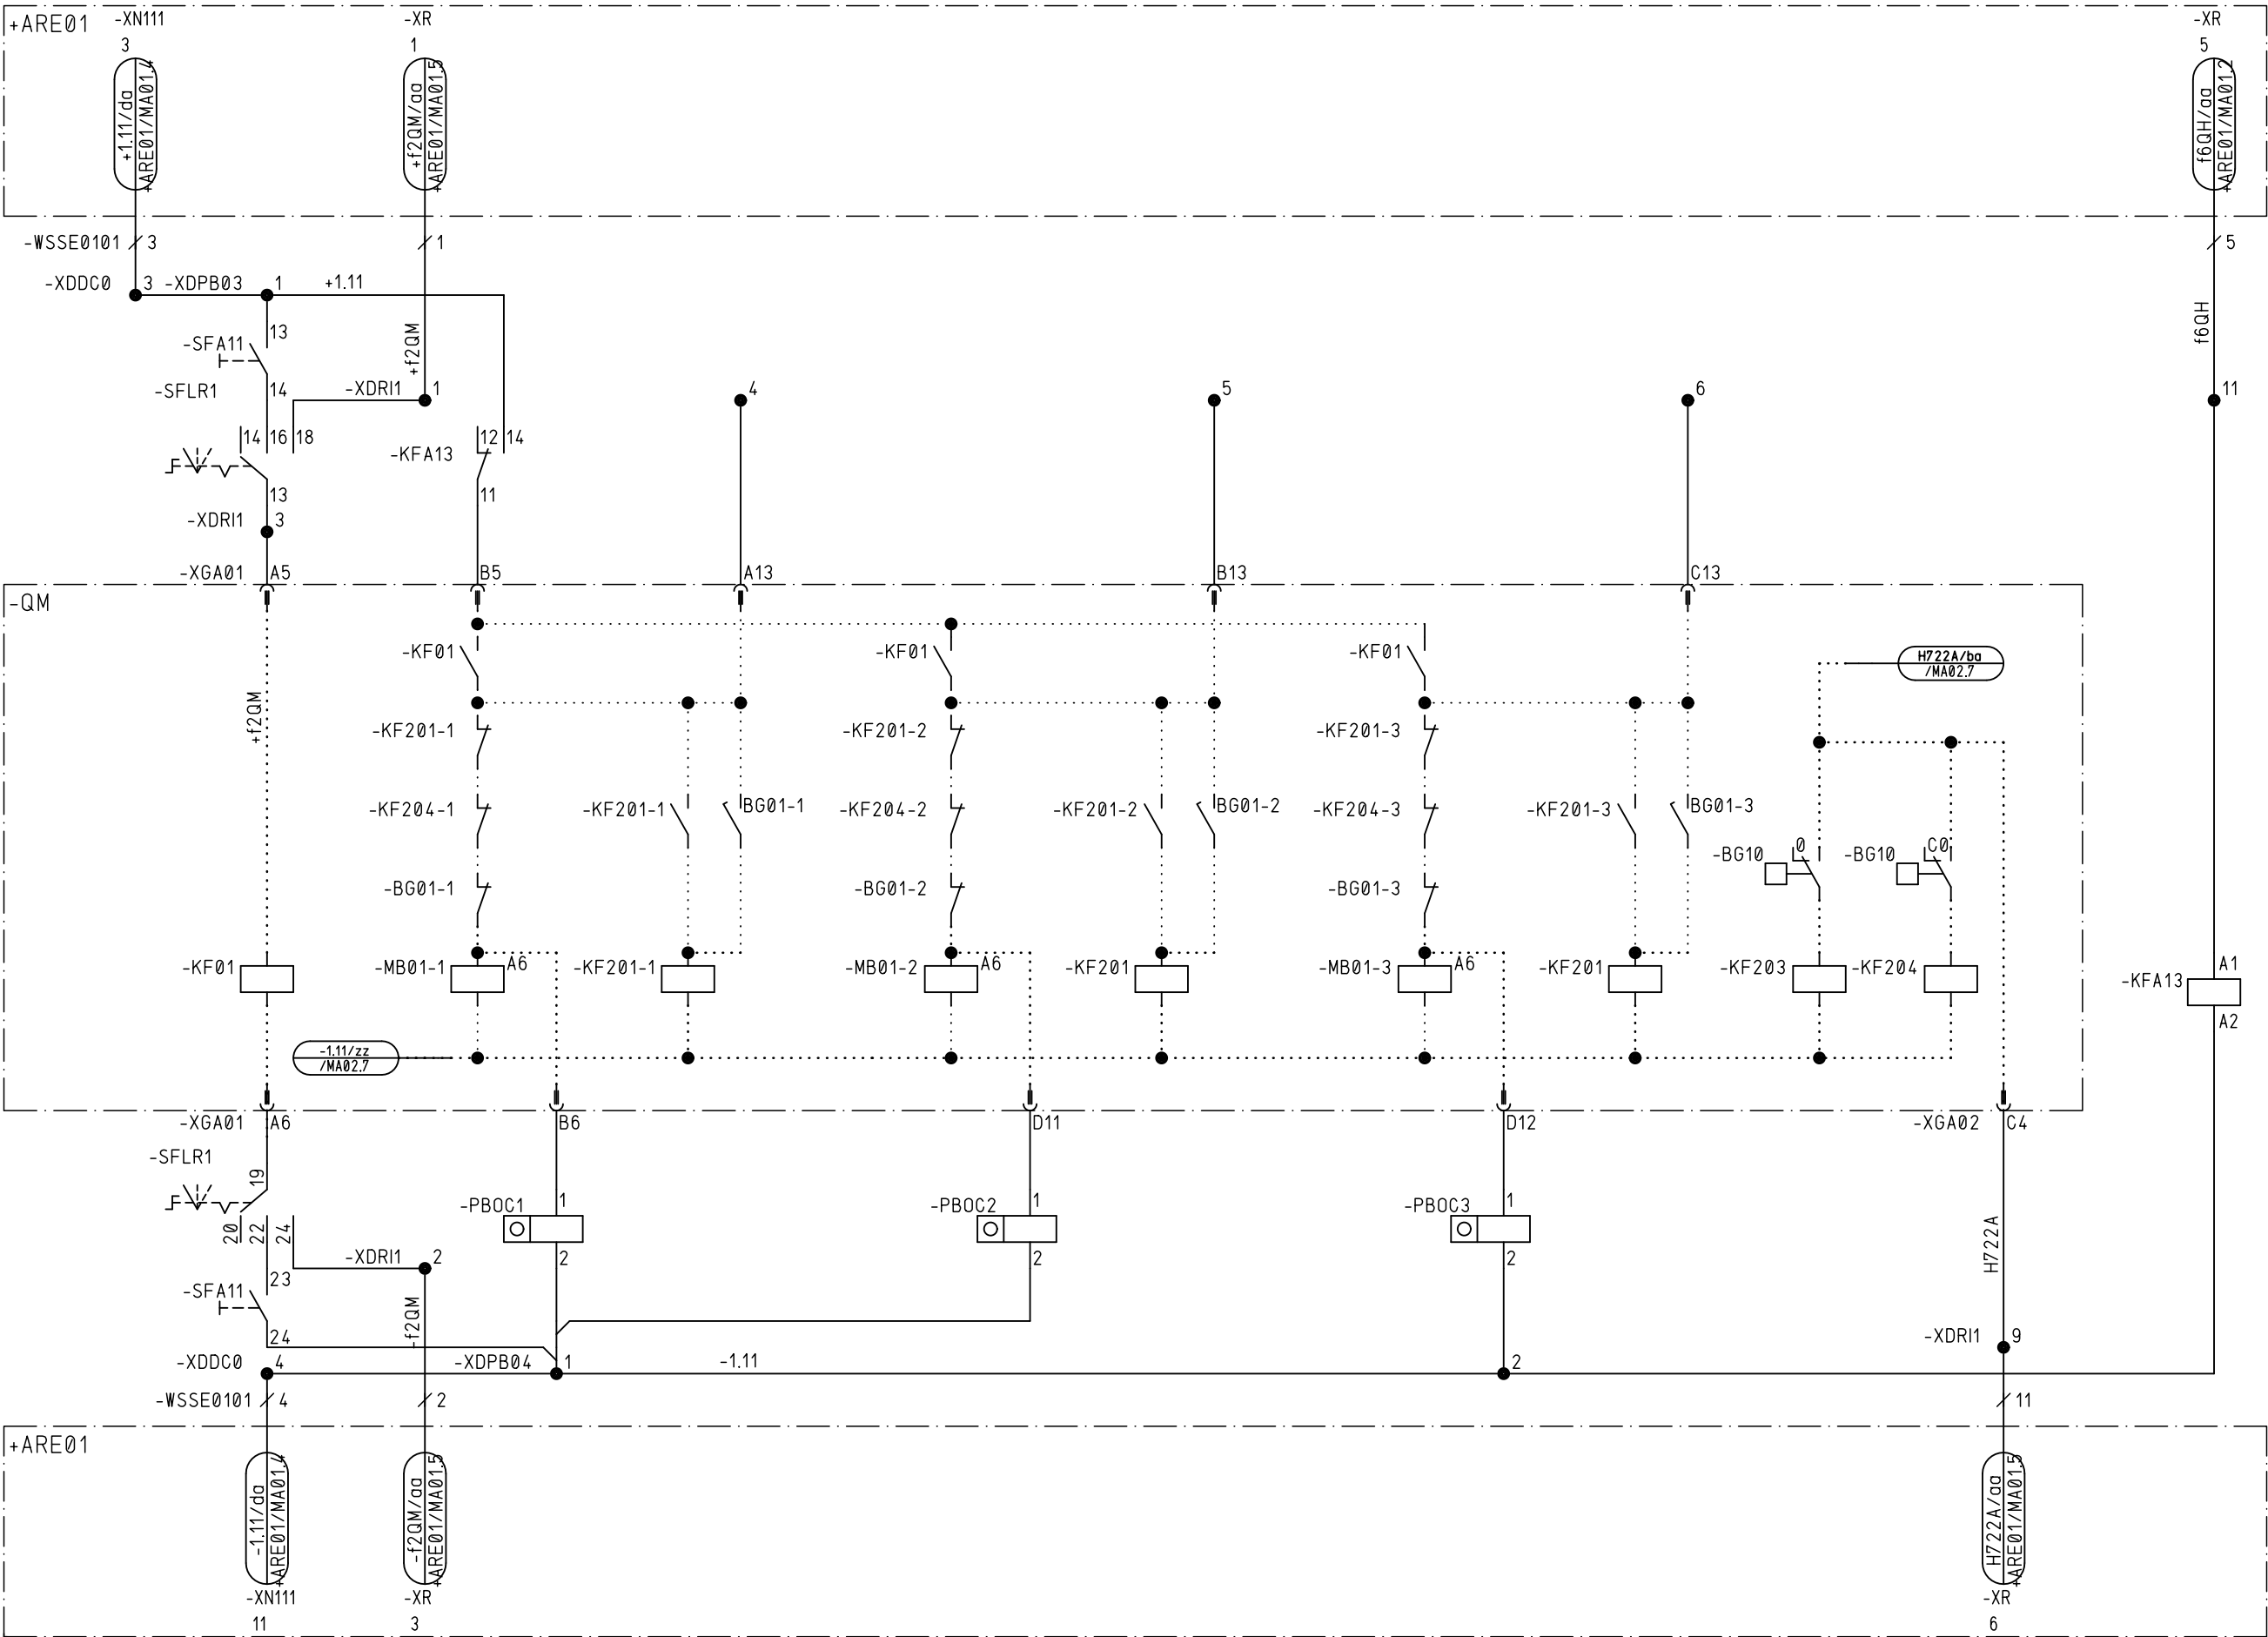 +ARE01
-XN111
3
+1.11/da
+ARE01/MA01.4
-XR
1
+f2QM/aa
+ARE01/MA01.5
-XR
5
f6QH/aa
+ARE01/MA01.2
-WSSE0101
3
1
5
-XDDC0
3
-XDPB03
1
+1.11
13
-SFA11
+f2QM
f6QH
14
-SFLR1
-XDRI1
1
4
5
6
11
14
16
18
-KFA13
12
14
13
11
-XDRI1
3
-XGA01
A5
B5
A13
B13
C13
-QM
-KF01
-KF01
-KF01
H722A/ba
/MA02.7
+f2QM
-KF201-1
-KF201-2
-KF201-3
-KF204-1
-KF201-1
BG01-1
-KF204-2
-KF201-2
BG01-2
-KF204-3
-KF201-3
BG01-3
-BG10
0
-BG10
C0
-BG01-1
-BG01-2
-BG01-3
-KF01
-MB01-1
A6
-KF201-1
-MB01-2
A6
-KF201
-MB01-3
A6
-KF201
-KF203
-KF204
-KFA13
A1
A2
-1.11/zz
/MA02.7
-XGA01
A6
B6
D11
D12
-XGA02
C4
-SFLR1
19
-PBOC1
1
-PBOC2
1
-PBOC3
1
20
22
24
-XDRI1
2
2
2
2
H722A
23
-SFA11
-f2QM
24
-XDRI1
9
-XDDC0
4
-XDPB04
1
-1.11
2
-WSSE0101
4
2
11
+ARE01
-1.11/da
+ARE01/MA01.4
-f2QM/aa
+ARE01/MA01.5
H722A/aa
+ARE01/MA01.5
-XN111
-XR
-XR
11
3
6